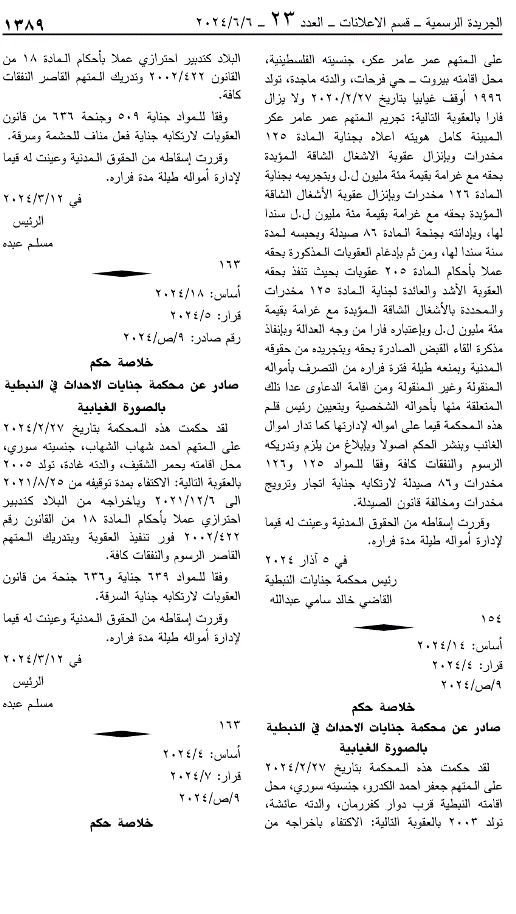 الجريدة الرسمية ــ قسم الاعلانات ــ العدد ٢٣ ــ ٢٠٢٤/٦/٦
١٣٨٩
على المتهم عمر عامر عكر، جنسيته الفلسطينية،
محل اقامته بيروت ــ حي فرحات، والدته ماجدة، تولد
١٩٩٦ أوقف غيابيا بتاريخ ٢٠٢٠/٢/٢٧ ولا يزال
فارا بالعقوبة التالية: تجريم المتهم عمر عامر عكر
المبينة كامل هويته اعلاه بجناية المادة ١٢٥
مخدرات وبإنزال عقوبة الاشغال الشاقة المؤبدة
بحقه مع غرامة بقيمة مئة مليون ل.ل وبتجريمه بجناية
المادة ١٢٦ مخدرات وبإنزال عقوبة الأشغال الشاقة
المؤبدة بحقه مع غرامة بقيمة مئة مليون ل.ل سندا
لها، وبإدانته بجنحة المادة ٨٦ صيدلة وبحبسه لمدة
سنة سندا لها، ومن ثم بإدغام العقوبات المذكورة بحقه
عملا بأحكام المادة ٢٠٥ عقوبات بحيث تنفذ بحقه
العقوبة الأشد والعائدة لجناية المادة ١٢٥ مخدرات
والمحددة بالأشغال الشاقة المؤبدة مع غرامة بقيمة
مئة مليون ل.ل وبإعتباره فارا من وجه العدالة وبإنفاذ
مذكرة القاء القبض الصادرة بحقه وبتجريده من حقوقه
المدنية وبمنعه طيلة فترة فراره من التصرف بأمواله
المنقولة وغير المنقولة ومن اقامة الدعاوى عدا تلك
المتعلقة منها بأحواله الشخصية وبتعيين رئيس قلم
هذه المحكمة قيما على امواله لإدارتها كما تدار اموال
الغائب وبنشر الحكم اصولا وبإبلاغ من يلزم وتدريكه
الرسوم والنفقات كافة وفقا للمواد ١٢٥ و١٢٦
مخدرات و٨٦ صيدلة لارتكابه جناية اتجار وترويج
مخدرات ومخالفة قانون الصيدلة.
وقررت إسقاطه من الحقوق المدنية وعينت له قيما
لإدارة أمواله طيلة مدة فراره.
في ٥ آذار ٢٠٢٤
رئيس محكمة جنايات النبطية
القاضي خالد سامي عبدالله
١٥٤
أساس: ٢٠٢٤/١٤
قرار: ٢٠٢٤/٤
٩/ص/٢٠٢٤
خلاصة حكم
صادر عن محكمة جنايات الاحداث في النبطية
بالصورة الغيابية
لقد حكمت هذه المحكمة بتاريخ ٢٠٢٤/٢/٢٧
على المتهم جعفر احمد الكدرو، جنسيته سوري، محل
اقامته النبطية قرب دوار كفررمان، والدته عائشة،
تولد ٢٠٠٣ بالعقوبة التالية: الاكتفاء باخراجه من
البلاد كتدبير احترازي عملا بأحكام المادة ١٨ من
القانون ٢٠٠٢/٤٢٢ وتدريك المتهم القاصر النفقات
كافة.
وفقا للمواد جناية ٥٠٩ وجنحة ٦٣٦ من قانون
العقوبات لارتكابه جناية فعل مناف للحشمة وسرقة.
وقررت إسقاطه من الحقوق المدنية وعينت له قيما
لإدارة أمواله طيلة مدة فراره.
في ٢٠٢٤/٣/١٢
الرئيس
مسلم عبده
١٦٣
أساس: ٢٠٢٤/١٨
قرار: ٢٠٢٤/٥
رقم صادر: ٩/ص/٢٠٢٤
خلاصة حكم
صادر عن محكمة جنايات الاحداث في النبطية
بالصورة الغيابية
لقد حكمت هذه المحكمة بتاريخ ٢٠٢٤/٢/٢٧
على المتهم احمد شهاب الشهاب، جنسيته سوري،
محل اقامته بحمر الشقيف، والدته غادة، تولد ٢٠٠٥
بالعقوبة التالية: الاكتفاء بمدة توقيفه من ٢٠٢١/٨/٢٥
الى ٢٠٢١/١٢/٦ وباخراجه من البلاد كتدبير
احترازي عملا بأحكام المادة ١٨ من القانون رقم
٢٠٠٢/٤٢٢ فور تنفيذ العقوبة وبتدريك المتهم
القاصر الرسوم والنفقات كافة.
وفقا للمواد ٦٣٩ جناية و٦٣٦ جنحة من قانون
العقوبات لارتكابه جناية السرقة.
وقررت إسقاطه من الحقوق المدنية وعينت له قيما
لإدارة أمواله طيلة مدة فراره.
في ٢٠٢٤/٣/١٢
الرئيس
مسلم عبده
١٦٣
أساس: ٢٠٢٤/٤
قرار: ٢٠٢٤/٧
٩/ص/٢٠٢٤
خلاصة حكم